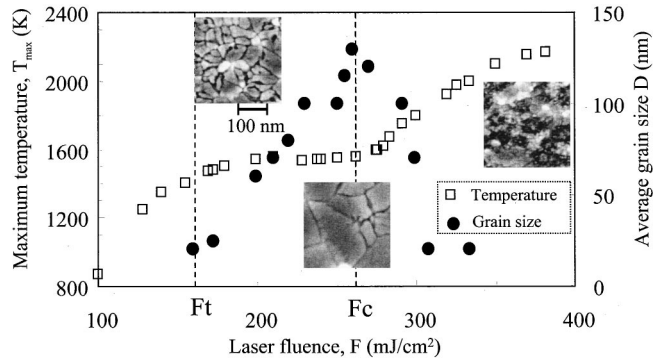 Maximum temperature, T_max (K)
2400
2000
1600
1200
800
100 nm
150
100
50
0
Average grain size D (nm)
Temperature
Grain size
100
Ft
200
Fc
300
400
Laser fluence, F (mJ/cm²)